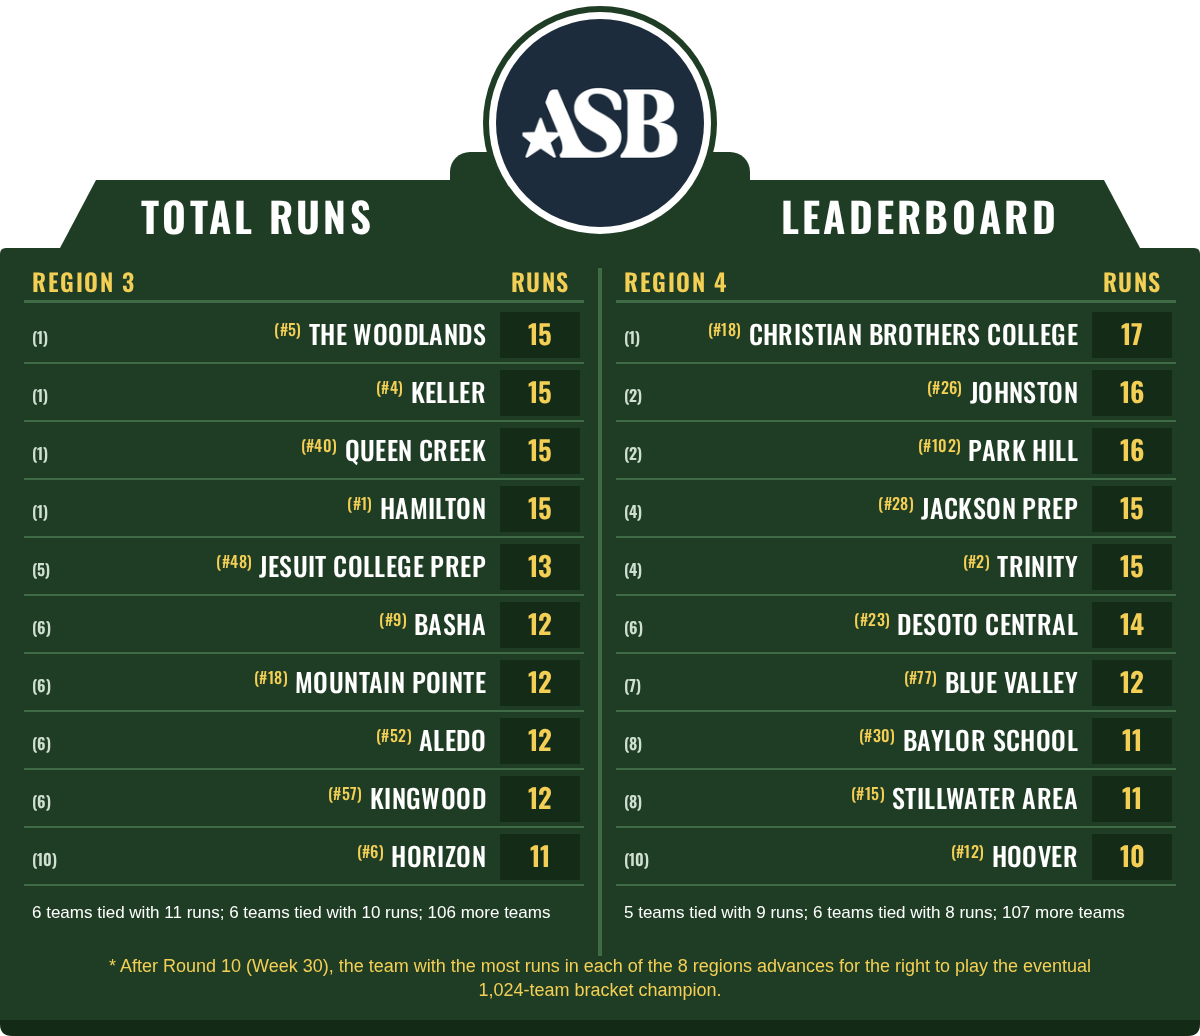 ASB
TOTAL RUNS
LEADERBOARD
REGION 3 RUNS
(1) (#5) THE WOODLANDS 15
(1) (#4) KELLER 15
(1) (#40) QUEEN CREEK 15
(1) (#1) HAMILTON 15
(5) (#48) JESUIT COLLEGE PREP 13
(6) (#9) BASHA 12
(6) (#18) MOUNTAIN POINTE 12
(6) (#52) ALEDO 12
(6) (#57) KINGWOOD 12
(10) (#6) HORIZON 11
6 teams tied with 11 runs; 6 teams tied with 10 runs; 106 more teams
REGION 4 RUNS
(1) (#18) CHRISTIAN BROTHERS COLLEGE 17
(2) (#26) JOHNSTON 16
(2) (#102) PARK HILL 16
(4) (#28) JACKSON PREP 15
(4) (#2) TRINITY 15
(6) (#23) DESOTO CENTRAL 14
(7) (#77) BLUE VALLEY 12
(8) (#30) BAYLOR SCHOOL 11
(8) (#15) STILLWATER AREA 11
(10) (#12) HOOVER 10
5 teams tied with 9 runs; 6 teams tied with 8 runs; 107 more teams
* After Round 10 (Week 30), the team with the most runs in each of the 8 regions advances for the right to play the eventual
1,024-team bracket champion.